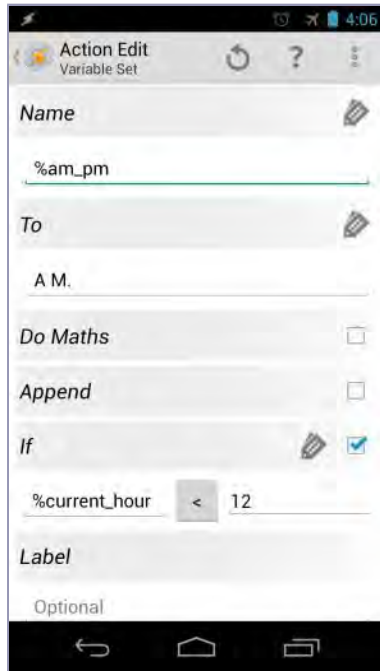 4:06
Action Edit
Variable Set
?
Name
%am_pm
To
A M.
Do Maths
Append
If
%current_hour < 12
Label
Optional